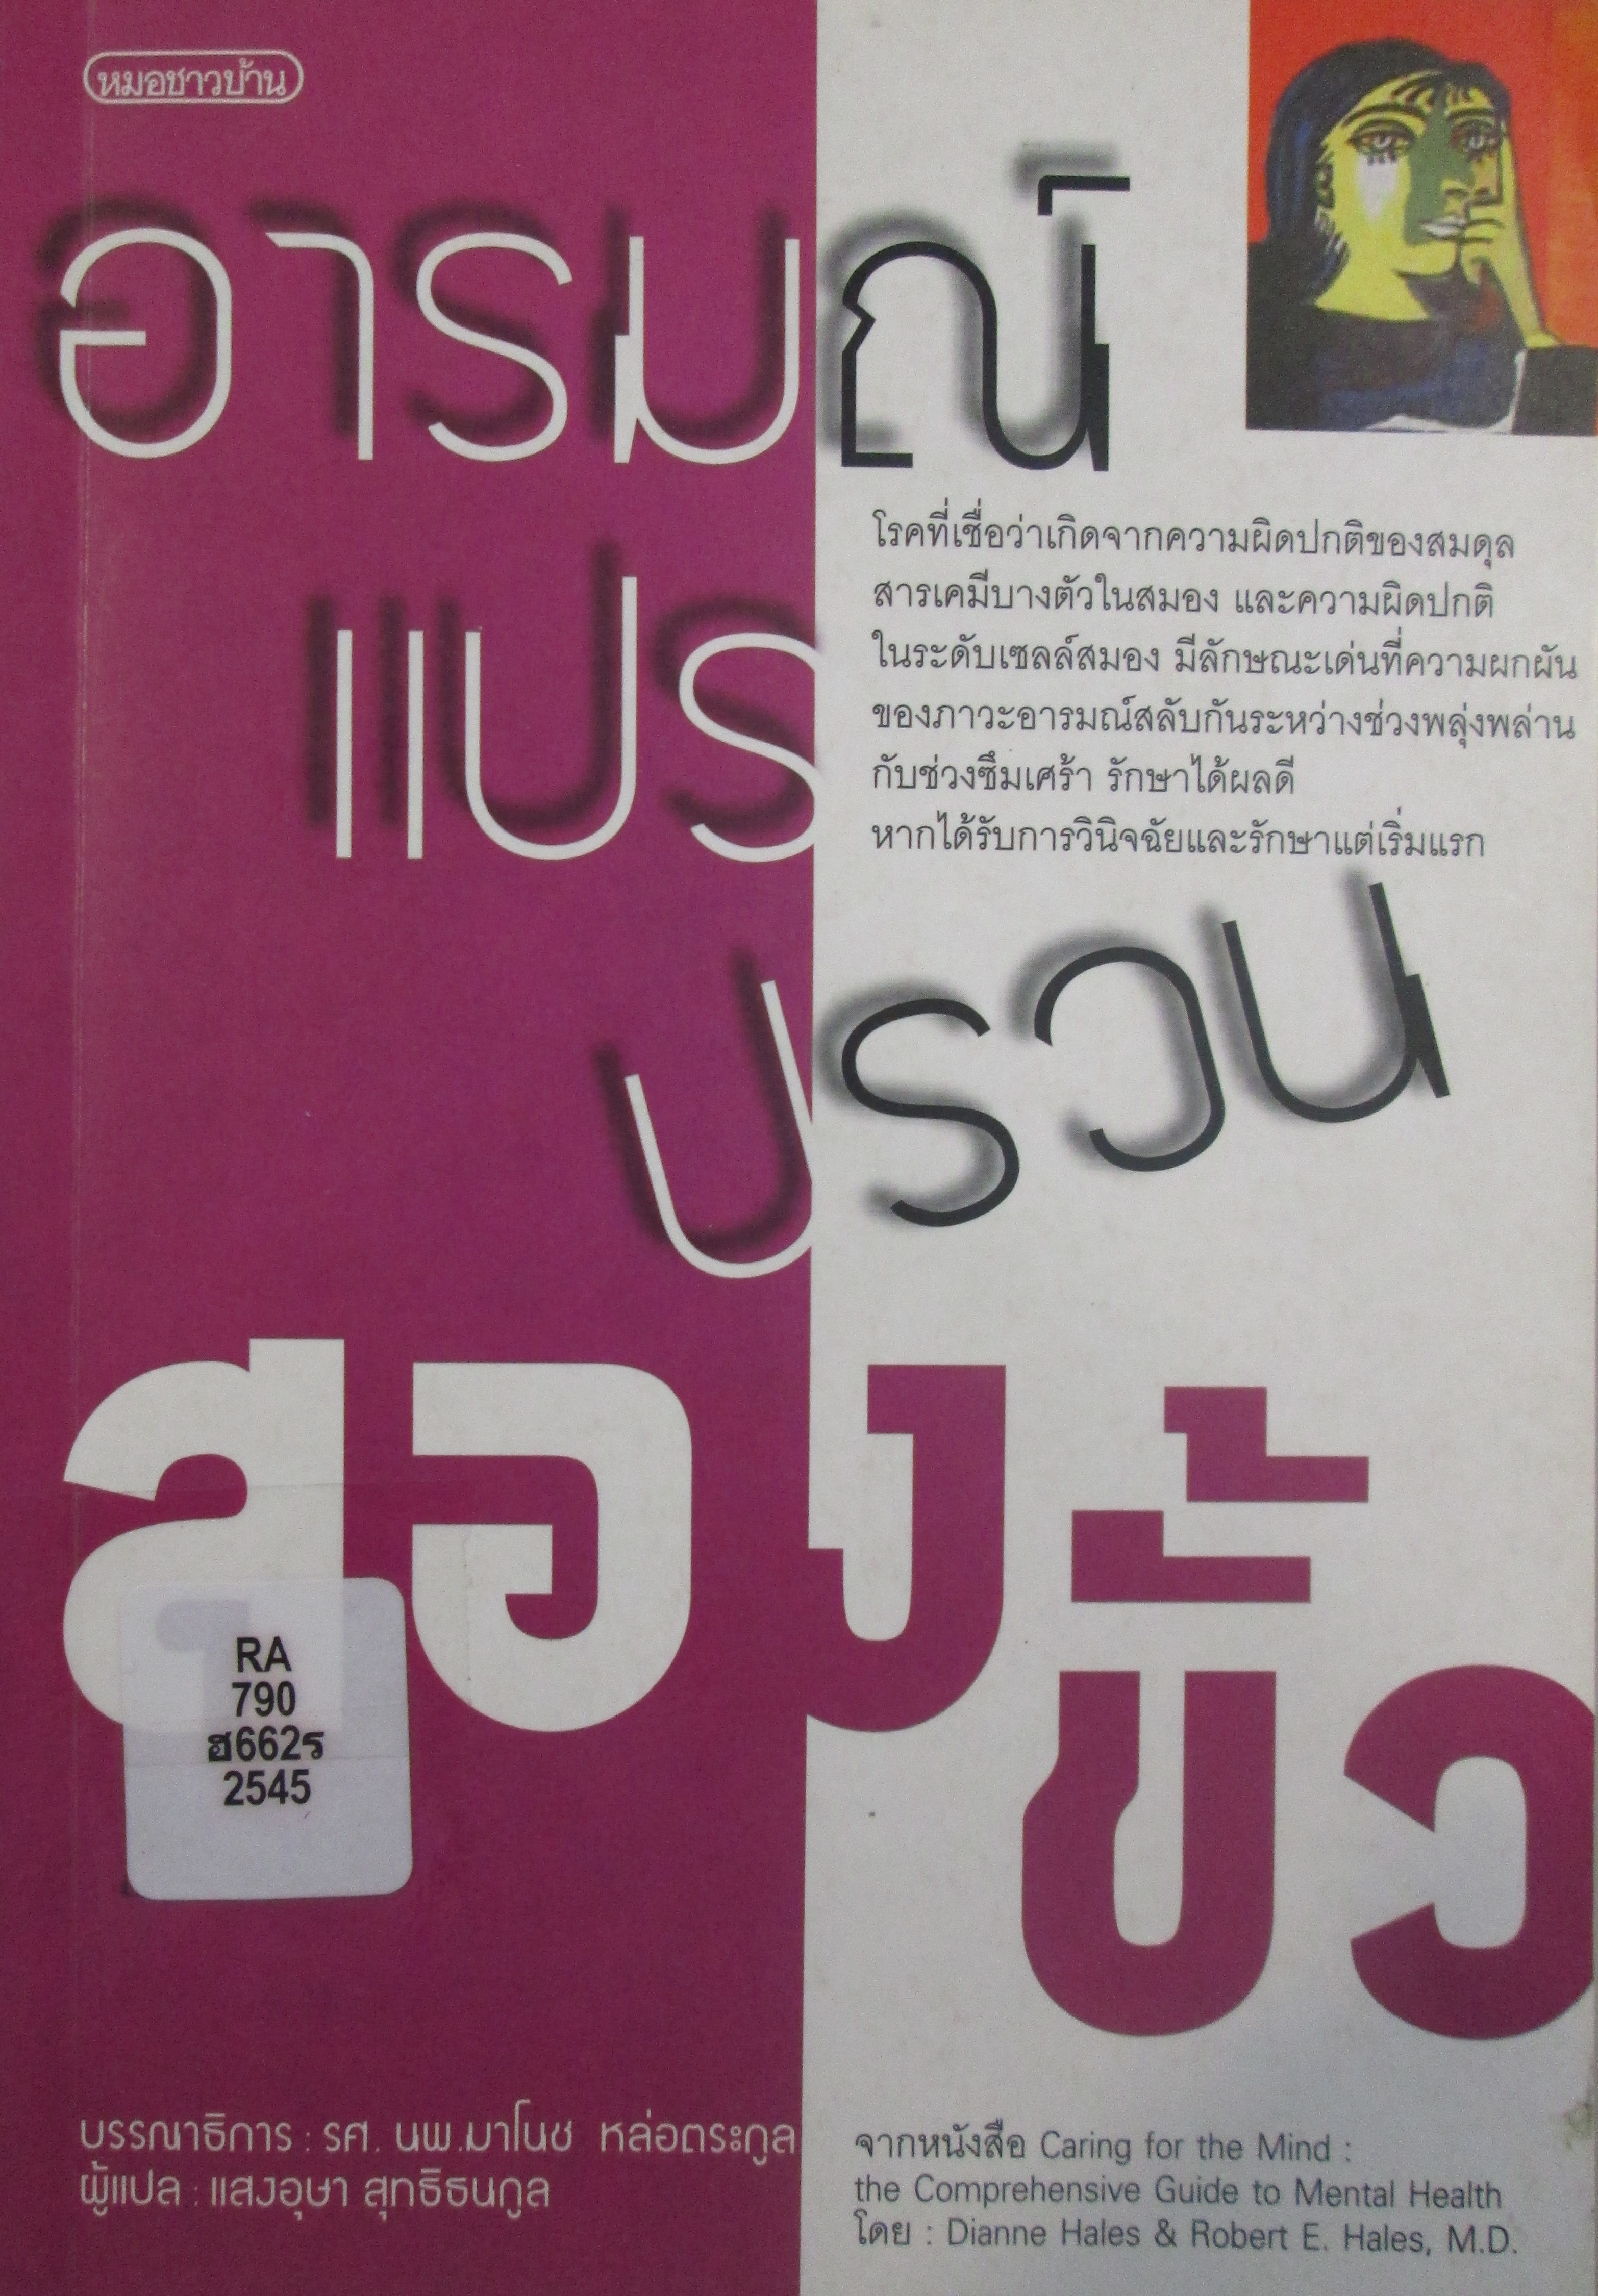 หมอชาวบ้าน
อารมณ์
แปร
ปรวน
สองขั้ว
โรคที่เชื่อว่าเกิดจากความผิดปกติของสมดุล
สารเคมีบางตัวในสมอง และความผิดปกติ
ในระดับเซลล์สมอง มีลักษณะเด่นที่ความผกผัน
ของภาวะอารมณ์สลับกันระหว่างช่วงพลุ่งพล่าน
กับช่วงซึมเศร้า รักษาได้ผลดี
หากได้รับการวินิจฉัยและรักษาแต่เริ่มแรก
RA
790
ฮ662ร
2545
บรรณาธิการ : รศ. นพ.มาโนช หล่อตระกูล
ผู้แปล : แสงอุษา สุทธิธนกูล
จากหนังสือ Caring for the Mind :
the Comprehensive Guide to Mental Health
โดย : Dianne Hales & Robert E. Hales, M.D.